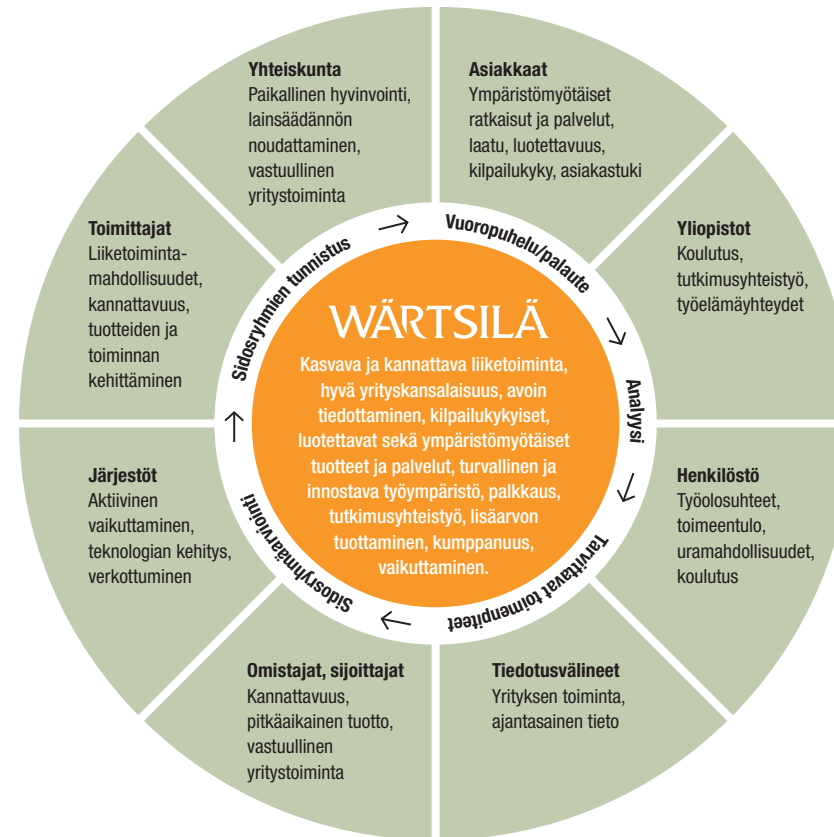 Yhteiskunta
Paikallinen hyvinvointi,
lainsäädännön
noudattaminen,
vastuullinen
yritystoiminta
Asiakkaat
Ympäristömyötäiset
ratkaisut ja palvelut,
laatu, luotettavuus,
kilpailukyky, asiakastuki
Yliopistot
Koulutus,
tutkimusyhteistyö,
työelämäyhteydet
Henkilöstö
Työolosuhteet,
toimeentulo,
uramahdollisuudet,
koulutus
Tiedotusvälineet
Yrityksen toiminta,
ajantasainen tieto
Omistajat, sijoittajat
Kannattavuus,
pitkäaikainen tuotto,
vastuullinen
yritystoiminta
Järjestöt
Aktiivinen
vaikuttaminen,
teknologian kehitys,
verkottuminen
Toimittajat
Liiketoiminta-
mahdollisuudet,
kannattavuus,
tuotteiden ja
toiminnan
kehittäminen
Sidosryhmien tunnistus
Vuoropuhelu/palaute
Analyysi
Tarvittavat toimenpiteet
Sidosryhmäarviointi
WÄRTSILÄ
Kasvava ja kannattava liiketoiminta,
hyvä yrityskansalaisuus, avoin
tiedottaminen, kilpailukykyiset,
luotettavat sekä ympäristömyötäiset
tuotteet ja palvelut, turvallinen ja
innostava työympäristö, palkkaus,
tutkimusyhteistyö, lisäarvon
tuottaminen, kumppanuus,
vaikuttaminen.